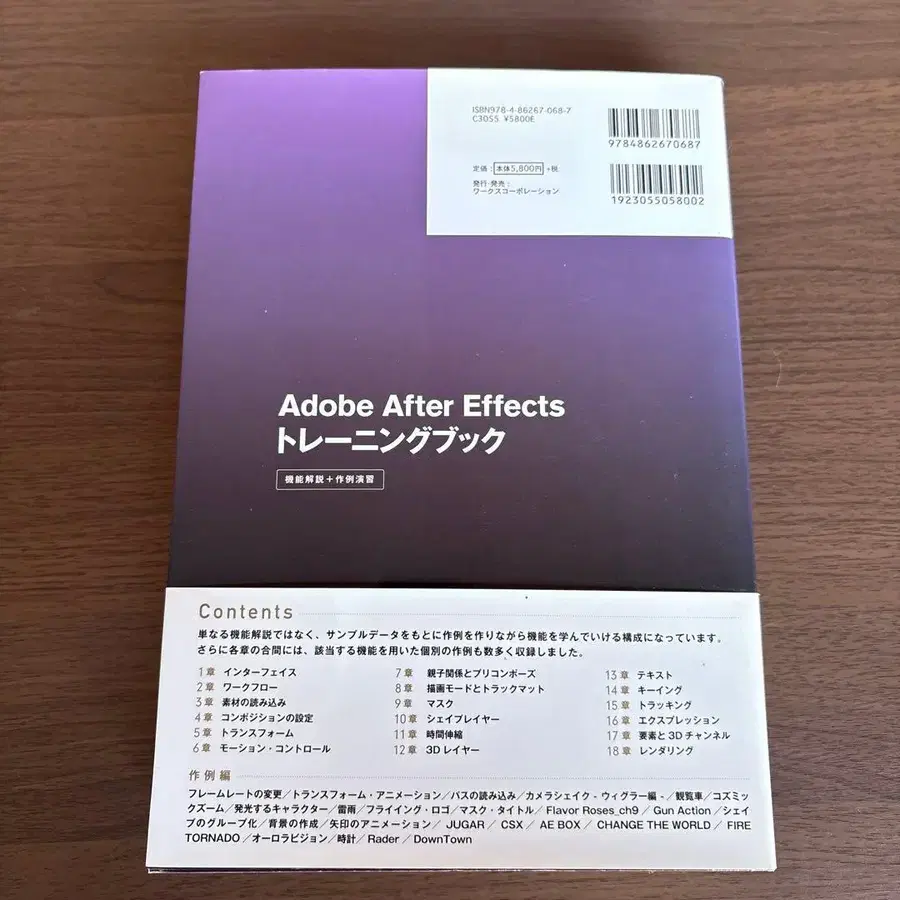 ISBN978-4-86267-068-7
C3055 ¥5800E
9784862670687
定価：本体5,800円+税
発行・発売：
ワークスコーポレーション
1923055058002
Adobe After Effects
トレーニングブック
機能解説＋作例演習
Contents
単なる機能解説ではなく、サンプルデータをもとに作例を作りながら機能を学んでいける構成になっています。
さらに各章の合間には、該当する機能を用いた個別の作例も数多く収録しました。
1章 インターフェイス
2章 ワークフロー
3章 素材の読み込み
4章 コンポジションの設定
5章 トランスフォーム
6章 モーション・コントロール
7章 親子関係とプリコンポーズ
8章 描画モードとトラックマット
9章 マスク
10章 シェイプレイヤー
11章 時間伸縮
12章 3Dレイヤー
13章 テキスト
14章 キーイング
15章 トラッキング
16章 エクスプレッション
17章 要素と3Dチャンネル
18章 レンダリング
作例編
フレームレートの変更／トランスフォーム・アニメーション／パスの読み込み／カメラシェイク - ウィグラー編 -／観覧車／コズミッ
クズーム／発光するキャラクター／雷雨／フライイング・ロゴ／マスク・タイトル／Flavor Roses_ch9／Gun Action／シェイ
プのグループ化／背景の作成／矢印のアニメーション／JUGAR／CSX／AE BOX／CHANGE THE WORLD／FIRE
TORNADO／オーロラビジョン／時計／Rader／DownTown